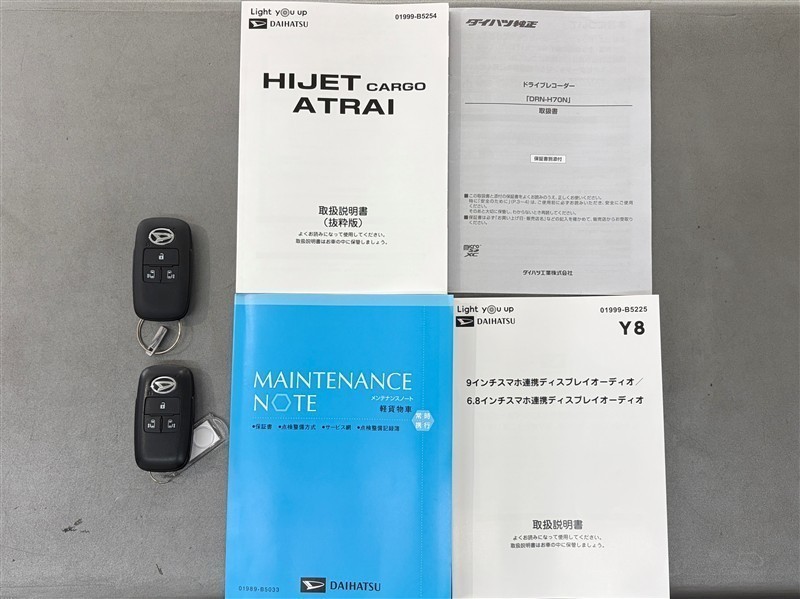 Light you up
DAIHATSU
01999-B5254
HIJET CARGO
ATRAI
取扱説明書
(抜粋版)
よくお読みになって使用してください。
取扱説明書はお車の中に保管しましょう。
ダイハツ純正
ドライブレコーダー
「DRN-H70N」
取扱書
保証書別添付
micro
SD
XC
ダイハツ工業株式会社
MAINTENANCE
NOTE
メンテナンスノート
軽貨物車
常時
携行
●保証書 ●点検整備方式 ●サービス網 ●点検整備記録簿
DAIHATSU
01989-B5033
Light you up
DAIHATSU
01999-B5225
Y8
9インチスマホ連携ディスプレイオーディオ／
6.8インチスマホ連携ディスプレイオーディオ
取扱説明書
よくお読みになって使用してください。
取扱説明書はお車の中に保管しましょう。